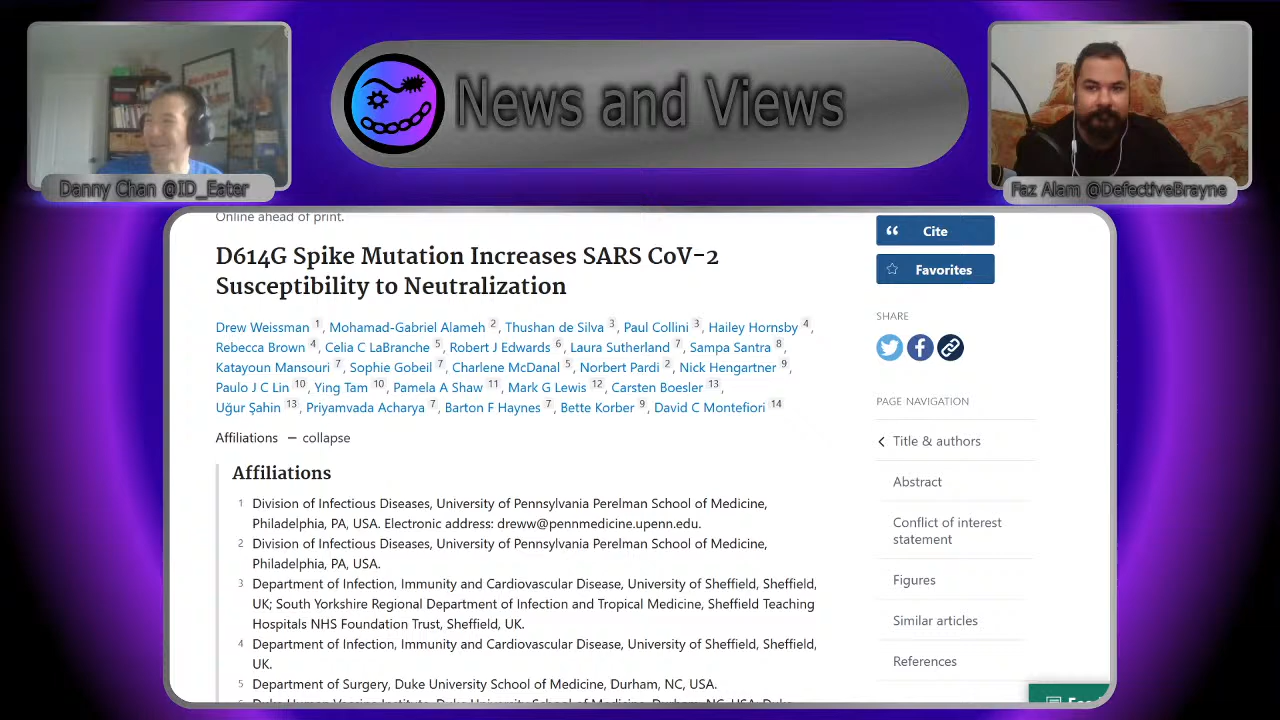 News and Views
Danny Chan @ID_Eater
Faz Alam @DefectiveBrayne
Online ahead of print.
D614G Spike Mutation Increases SARS CoV-2
Susceptibility to Neutralization
Drew Weissman 1, Mohamad-Gabriel Alameh 2, Thushan de Silva 3, Paul Collini 3, Hailey Hornsby 4,
Rebecca Brown 4, Celia C LaBranche 5, Robert J Edwards 6, Laura Sutherland 7, Sampa Santra 8,
Katayoun Mansouri 7, Sophie Gobeil 7, Charlene McDanal 5, Norbert Pardi 2, Nick Hengartner 9,
Paulo J C Lin 10, Ying Tam 10, Pamela A Shaw 11, Mark G Lewis 12, Carsten Boesler 13,
Uğur Şahin 13, Priyamvada Acharya 7, Barton F Haynes 7, Bette Korber 9, David C Montefiori 14
Affiliations — collapse
Affiliations
1 Division of Infectious Diseases, University of Pennsylvania Perelman School of Medicine,
Philadelphia, PA, USA. Electronic address: dreww@pennmedicine.upenn.edu.
2 Division of Infectious Diseases, University of Pennsylvania Perelman School of Medicine,
Philadelphia, PA, USA.
3 Department of Infection, Immunity and Cardiovascular Disease, University of Sheffield, Sheffield,
UK; South Yorkshire Regional Department of Infection and Tropical Medicine, Sheffield Teaching
Hospitals NHS Foundation Trust, Sheffield, UK.
4 Department of Infection, Immunity and Cardiovascular Disease, University of Sheffield, Sheffield,
UK.
5 Department of Surgery, Duke University School of Medicine, Durham, NC, USA.
Cite
Favorites
SHARE
PAGE NAVIGATION
Title & authors
Abstract
Conflict of interest
statement
Figures
Similar articles
References